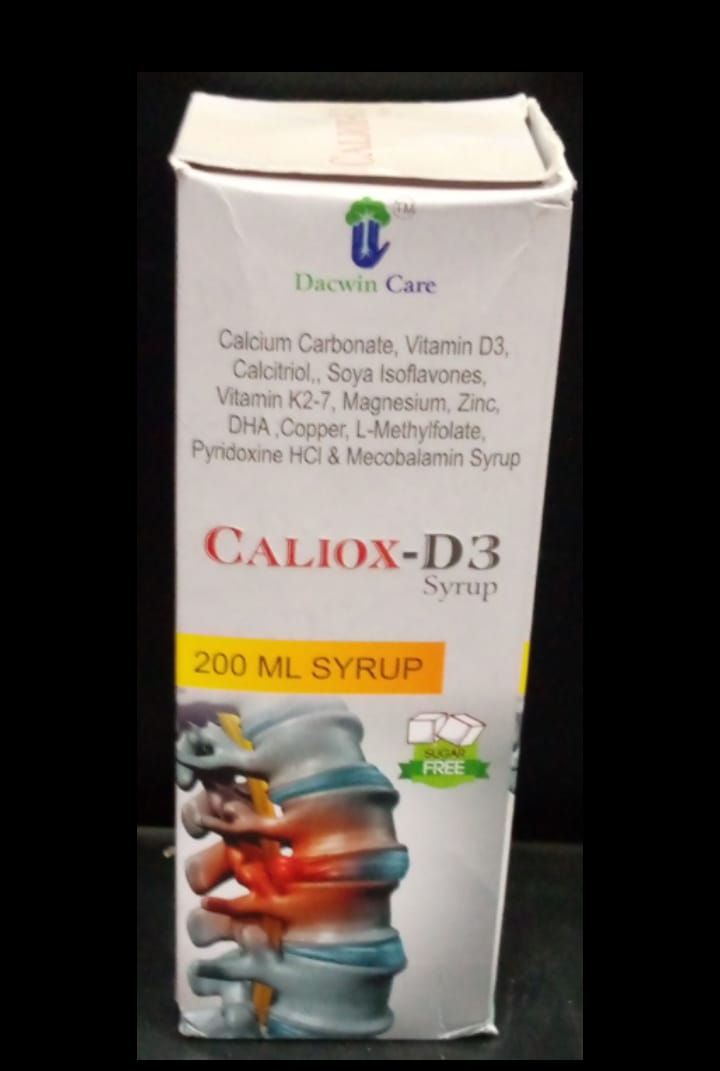 TM
Dacwin Care
Calcium Carbonate, Vitamin D3,
Calcitriol,, Soya Isoflavones,
Vitamin K2-7, Magnesium, Zinc,
DHA ,Copper, L-Methylfolate,
Pyridoxine HCl & Mecobalamin Syrup
CALIOX-D3
Syrup
200 ML SYRUP
SUGAR
FREE